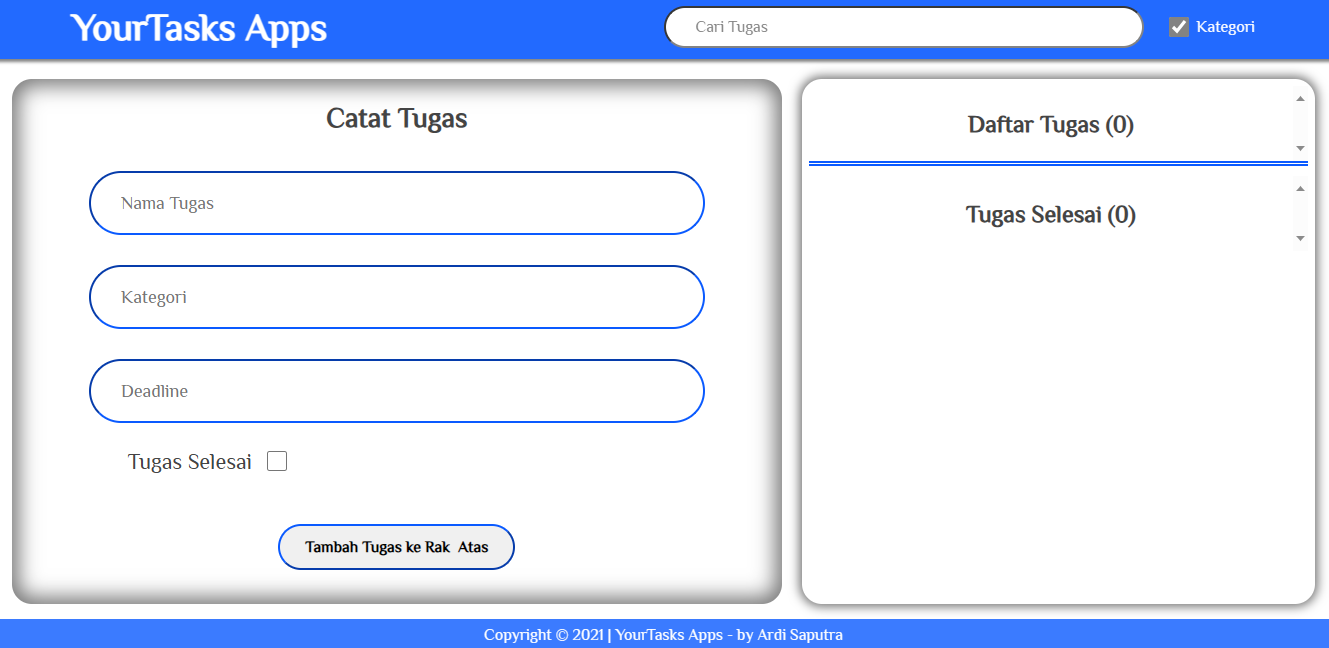 YourTasks Apps
Cari Tugas
Kategori
Catat Tugas
Nama Tugas
Kategori
Deadline
Tugas Selesai
Tambah Tugas ke Rak Atas
Daftar Tugas (0)
Tugas Selesai (0)
Copyright © 2021 | YourTasks Apps - by Ardi Saputra